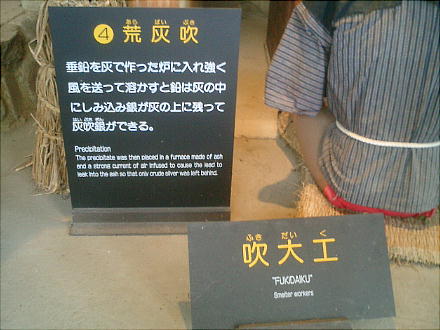 ④ 荒灰吹
あら はい ふき
垂鉛を灰で作った炉に入れ強く
風を送って溶かすと鉛は灰の中
にしみ込み銀が灰の上に残って
灰吹銀ができる。
はい ふき ぎん
Precipitation
The precipitate was then placed in a furnace made of ash
and a strong current of air infused to cause the lead to
leak into the ash so that only crude silver was left behind.
ふき だい く
吹大工
"FUKIDAIKU"
Smelter workers